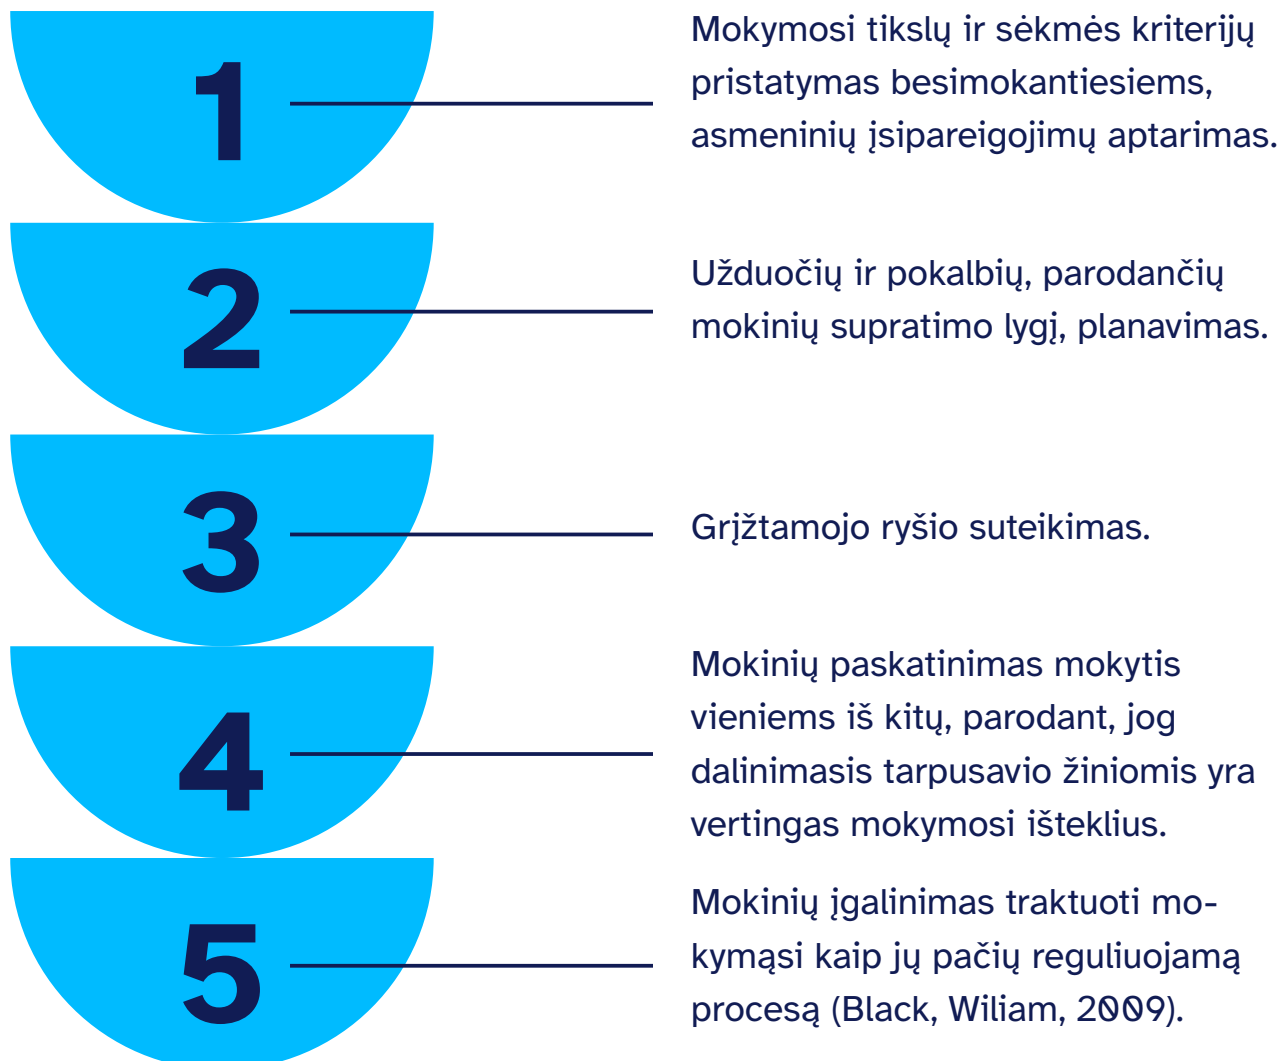 1
Mokymosi tikslų ir sėkmės kriterijų
pristatymas besimokantiesiems,
asmeninių įsipareigojimų aptarimas.
2
Užduočių ir pokalbių, parodančių
mokinių supratimo lygį, planavimas.
3
Grįžtamojo ryšio suteikimas.
4
Mokinių paskatinimas mokytis
vieniems iš kitų, parodant, jog
dalinimasis tarpusavio žiniomis yra
vertingas mokymosi išteklius.
5
Mokinių įgalinimas traktuoti mo-
kymąsi kaip jų pačių reguliuojamą
procesą (Black, Wiliam, 2009).